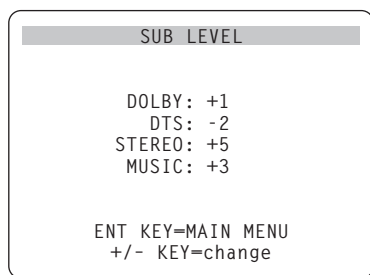 SUB LEVEL
DOLBY: +1
DTS: -2
STEREO: +5
MUSIC: +3
ENT KEY=MAIN MENU
+/- KEY=change